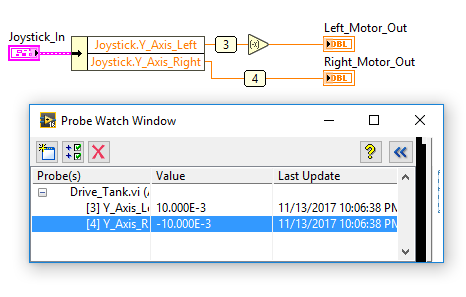 Left_Motor_Out
Joystick_In
Joystick.Y_Axis_Left
3
(-x)
DBL
Joystick.Y_Axis_Right
Right_Motor_Out
4
DBL
Probe Watch Window
?
Probe(s) Value Last Update
Drive_Tank.vi (
[3] Y_Axis_Le 10.000E-3 11/13/2017 10:06:38 PM
[4] Y_Axis_R -10.000E-3 11/13/2017 10:06:38 PM